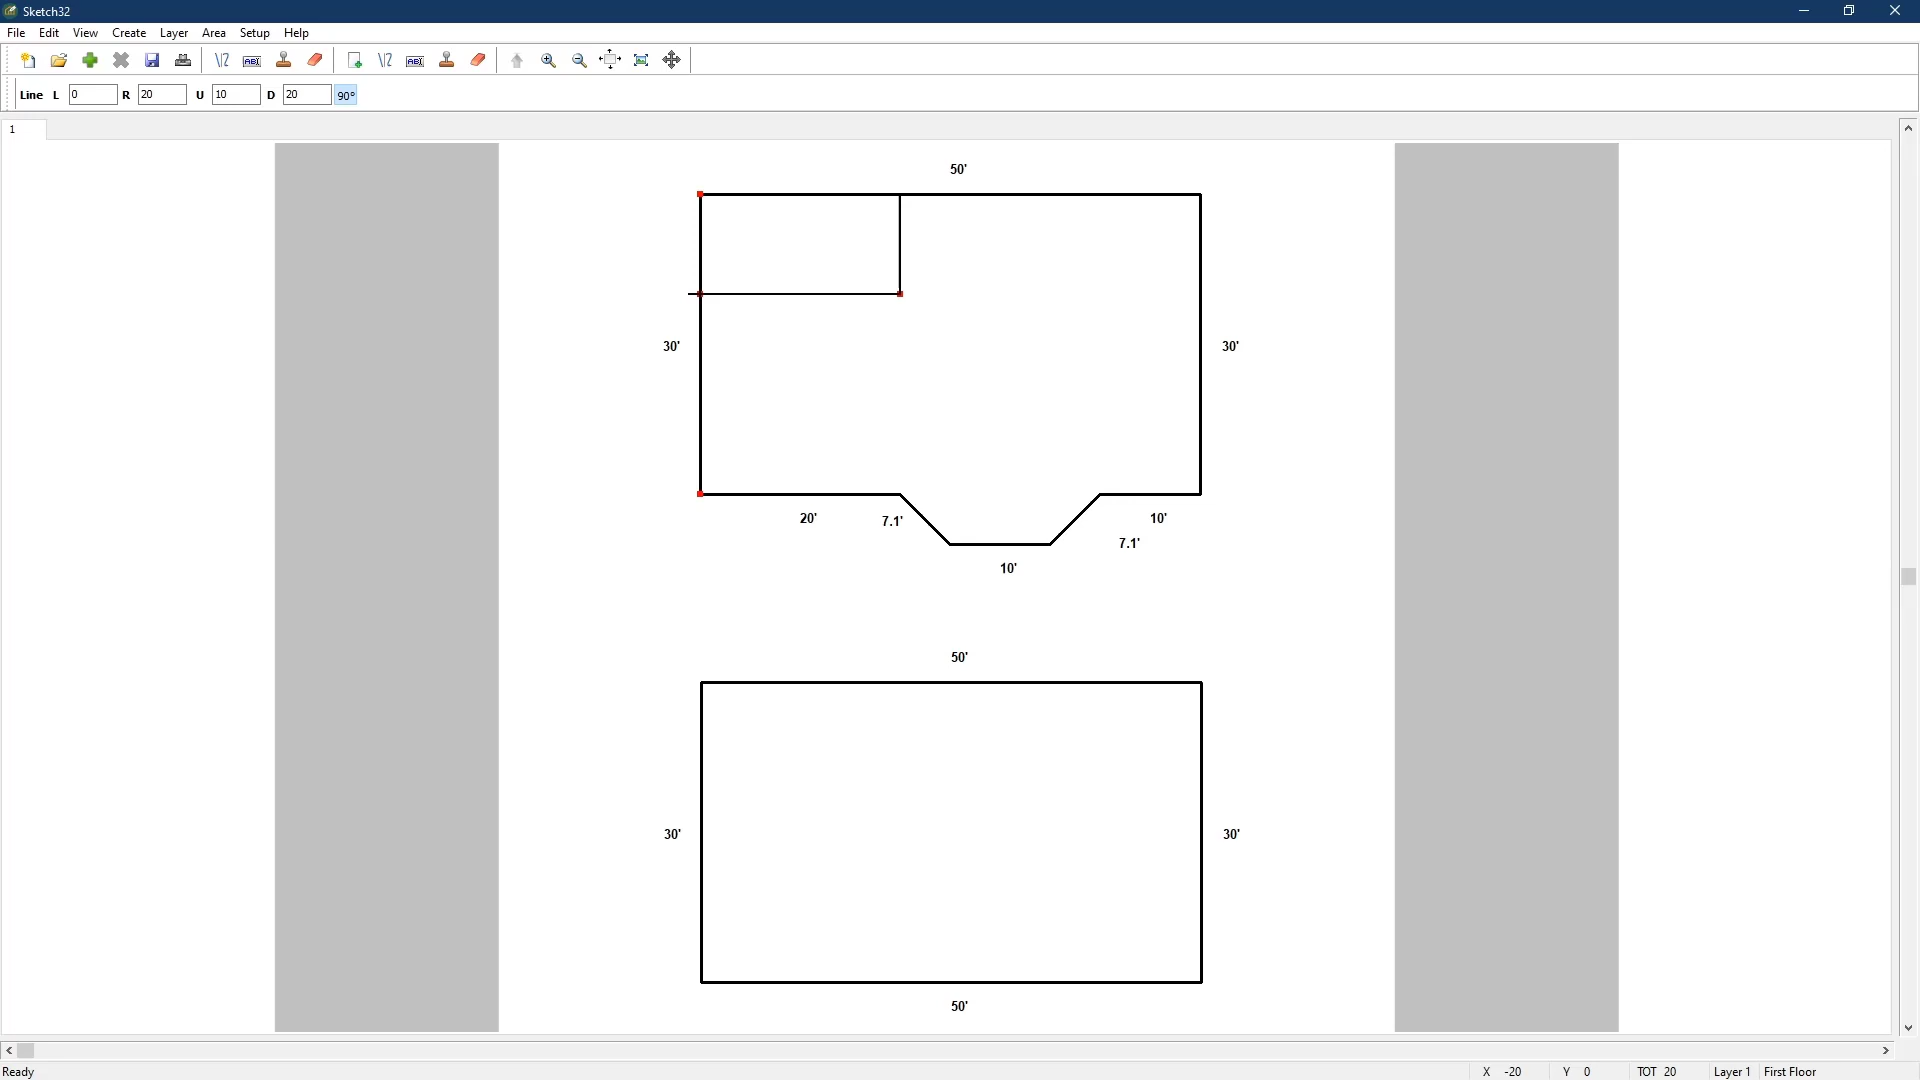 Sketch32
File Edit View Create Layer Area Setup Help
Line L 0 R 20 U 10 D 20 90°
1
50'
30' 30'
20' 7.1' 10'
7.1'
10'
50'
30' 30'
50'
Ready X -20 Y 0 TOT 20 Layer 1 First Floor